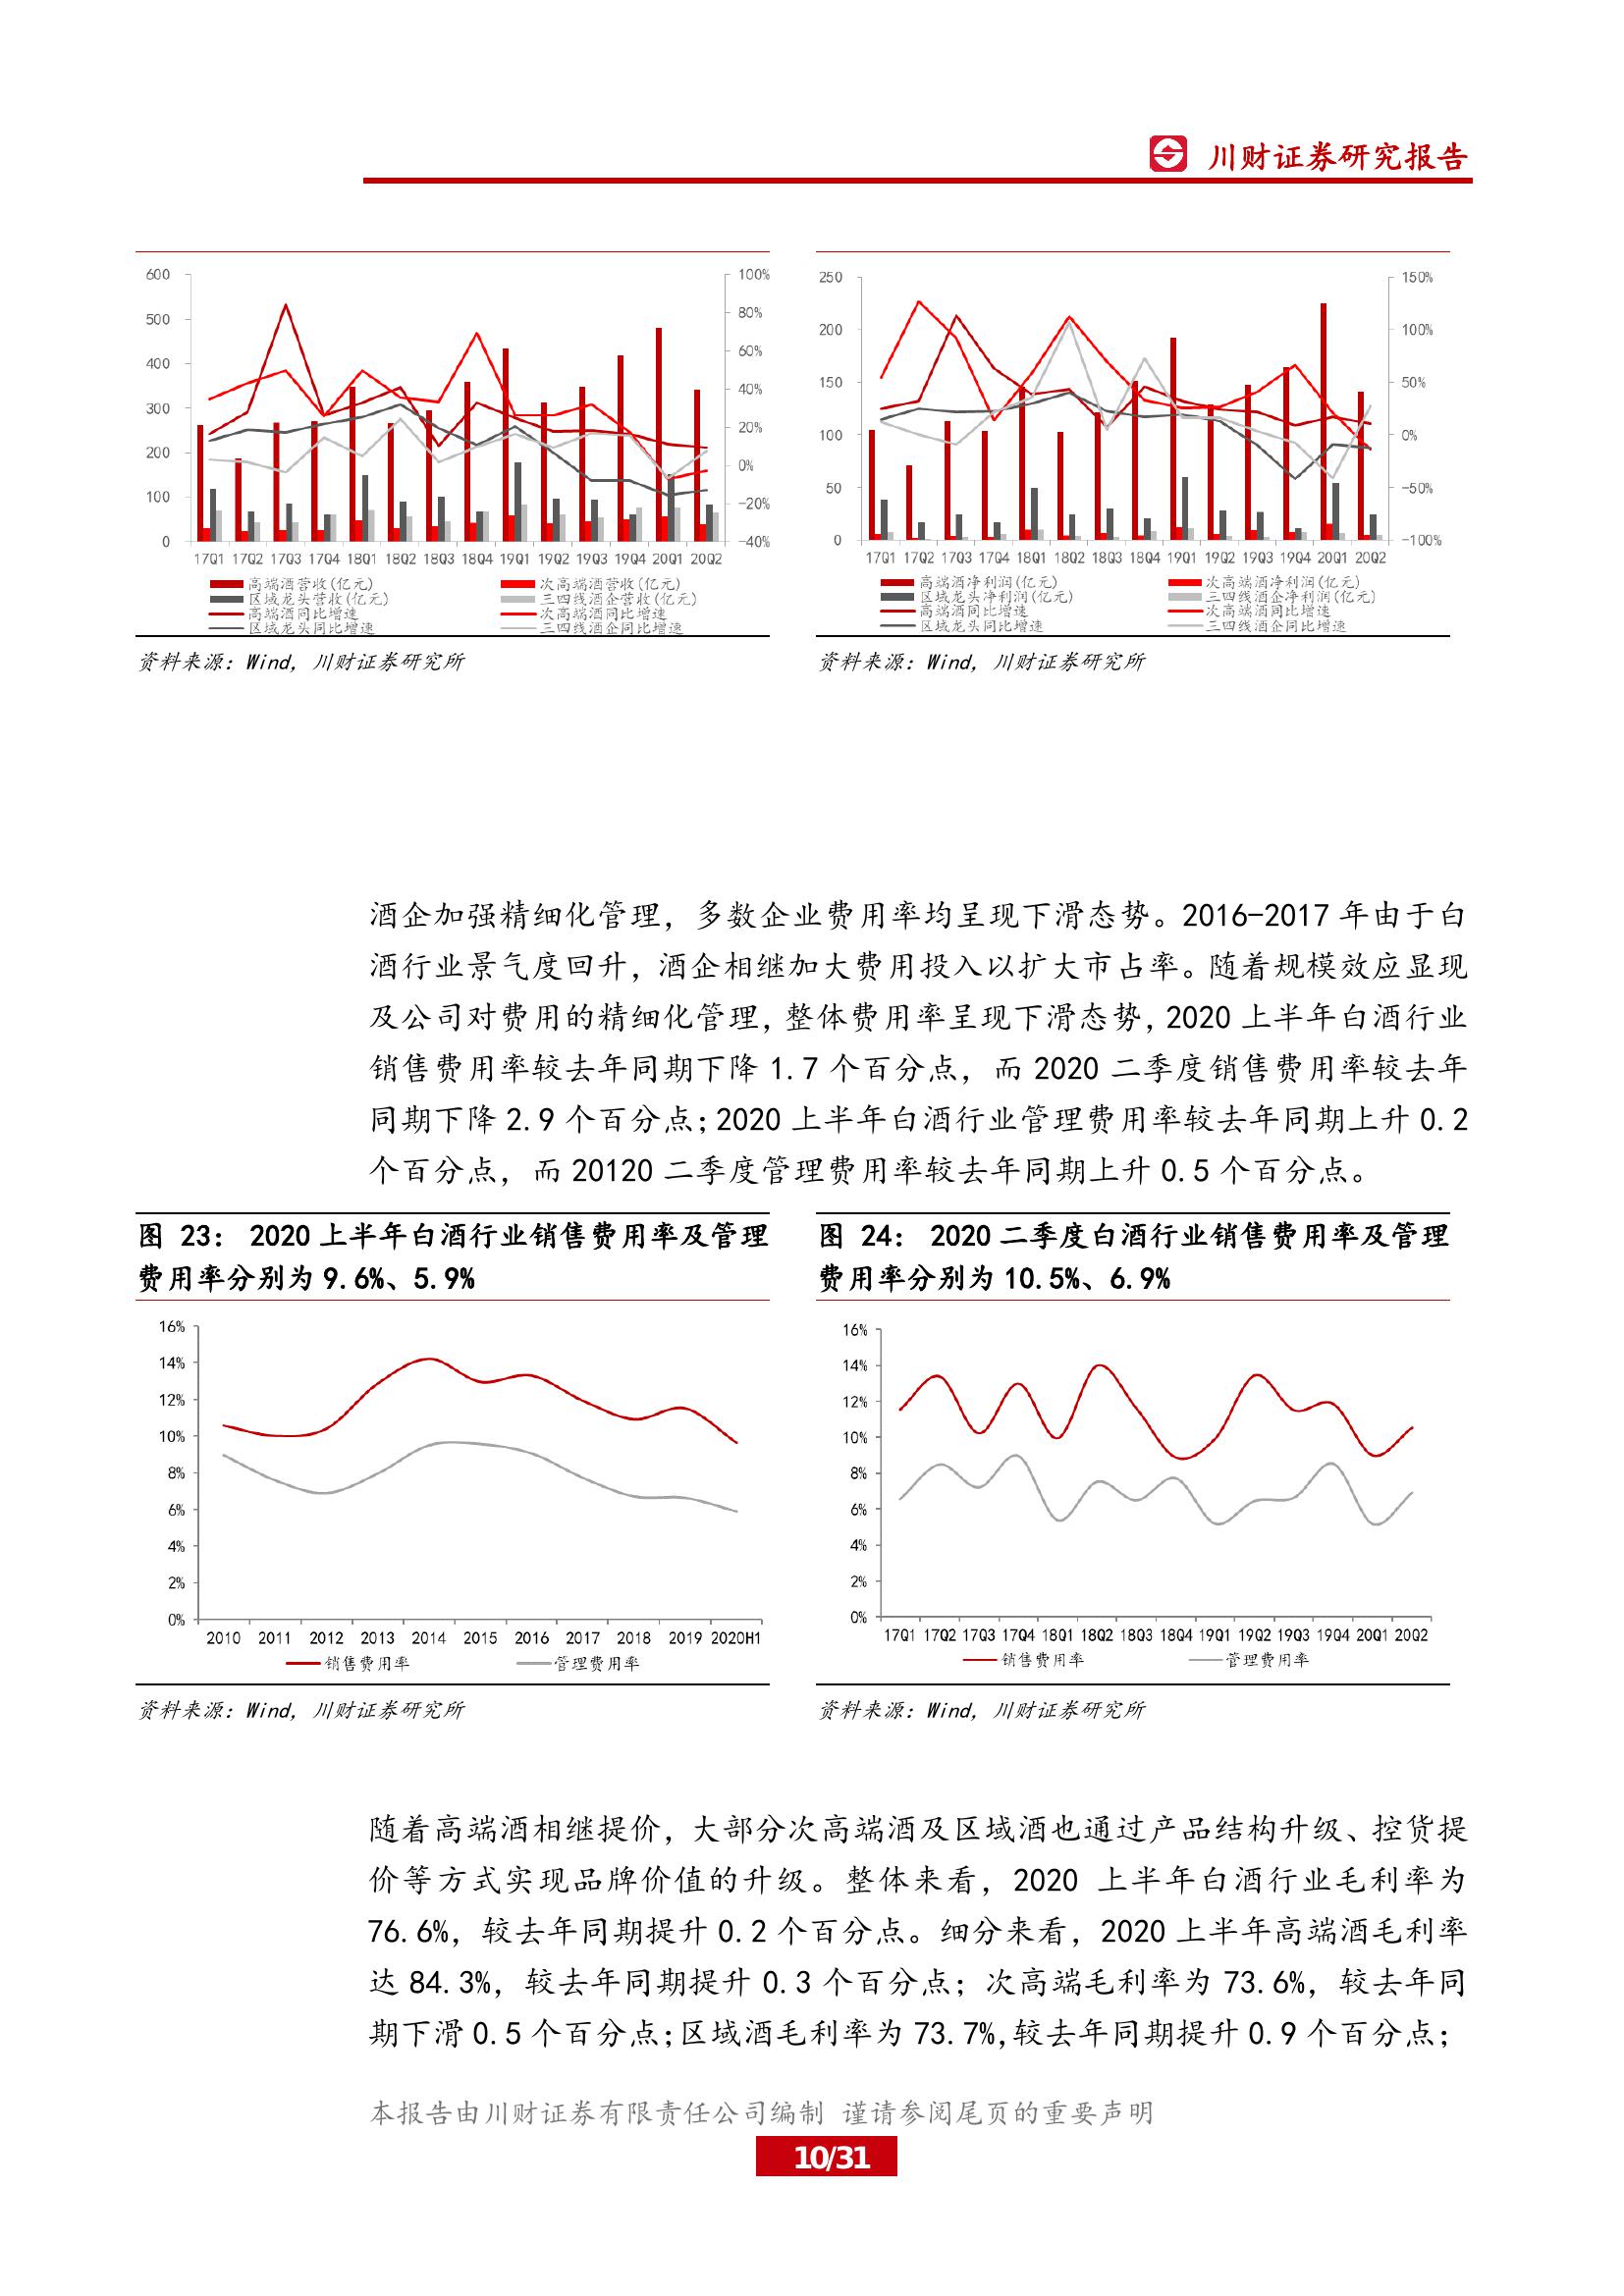 川财证券研究报告
600
500
400
300
200
100
0
100%
80%
60%
40%
20%
0%
-20%
-40%
17Q1 17Q2 17Q3 17Q4 18Q1 18Q2 18Q3 18Q4 19Q1 19Q2 19Q3 19Q4 20Q1 20Q2
高端酒营收(亿元) 次高端酒营收(亿元)
区域龙头营收(亿元) 三四线酒企营收(亿元)
高端酒同比增速 次高端酒同比增速
区域龙头同比增速 三四线酒企同比增速
资料来源：Wind，川财证券研究所
250
200
150
100
50
0
150%
100%
50%
0%
-50%
-100%
17Q1 17Q2 17Q3 17Q4 18Q1 18Q2 18Q3 18Q4 19Q1 19Q2 19Q3 19Q4 20Q1 20Q2
高端酒净利润(亿元) 次高端酒净利润(亿元)
区域龙头净利润(亿元) 三四线酒企净利润(亿元)
高端酒同比增速 次高端酒同比增速
区域龙头同比增速 三四线酒企同比增速
资料来源：Wind，川财证券研究所
酒企加强精细化管理，多数企业费用率均呈现下滑态势。2016-2017 年由于白
酒行业景气度回升，酒企相继加大费用投入以扩大市占率。随着规模效应显现
及公司对费用的精细化管理，整体费用率呈现下滑态势，2020 上半年白酒行业
销售费用率较去年同期下降 1.7 个百分点，而 2020 二季度销售费用率较去年
同期下降 2.9 个百分点；2020 上半年白酒行业管理费用率较去年同期上升 0.2
个百分点，而 20120 二季度管理费用率较去年同期上升 0.5 个百分点。
图 23： 2020 上半年白酒行业销售费用率及管理
费用率分别为 9.6%、5.9%
16%
14%
12%
10%
8%
6%
4%
2%
0%
2010 2011 2012 2013 2014 2015 2016 2017 2018 2019 2020H1
销售费用率 管理费用率
资料来源：Wind，川财证券研究所
图 24： 2020 二季度白酒行业销售费用率及管理
费用率分别为 10.5%、6.9%
16%
14%
12%
10%
8%
6%
4%
2%
0%
17Q1 17Q2 17Q3 17Q4 18Q1 18Q2 18Q3 18Q4 19Q1 19Q2 19Q3 19Q4 20Q1 20Q2
销售费用率 管理费用率
资料来源：Wind，川财证券研究所
随着高端酒相继提价，大部分次高端酒及区域酒也通过产品结构升级、控货提
价等方式实现品牌价值的升级。整体来看，2020 上半年白酒行业毛利率为
76.6%，较去年同期提升 0.2 个百分点。细分来看，2020 上半年高端酒毛利率
达 84.3%，较去年同期提升 0.3 个百分点；次高端毛利率为 73.6%，较去年同
期下滑 0.5 个百分点；区域酒毛利率为 73.7%，较去年同期提升 0.9 个百分点；
本报告由川财证券有限责任公司编制 谨请参阅尾页的重要声明
10/31